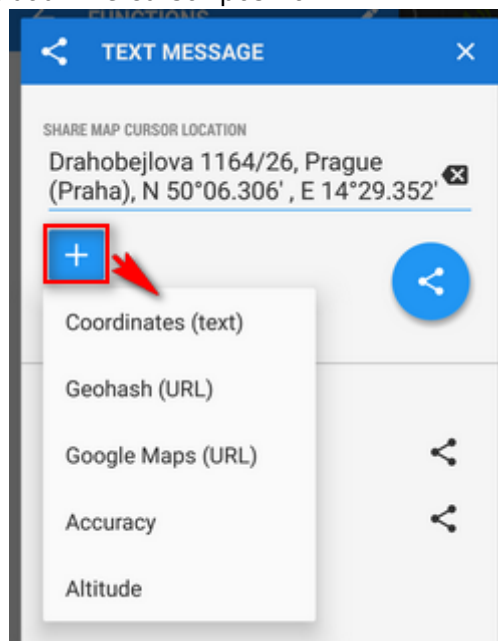 FUNCTIONS
TEXT MESSAGE
SHARE MAP CURSOR LOCATION
Drahobejlova 1164/26, Prague
(Praha), N 50°06.306' , E 14°29.352'
Coordinates (text)
Geohash (URL)
Google Maps (URL)
Accuracy
Altitude